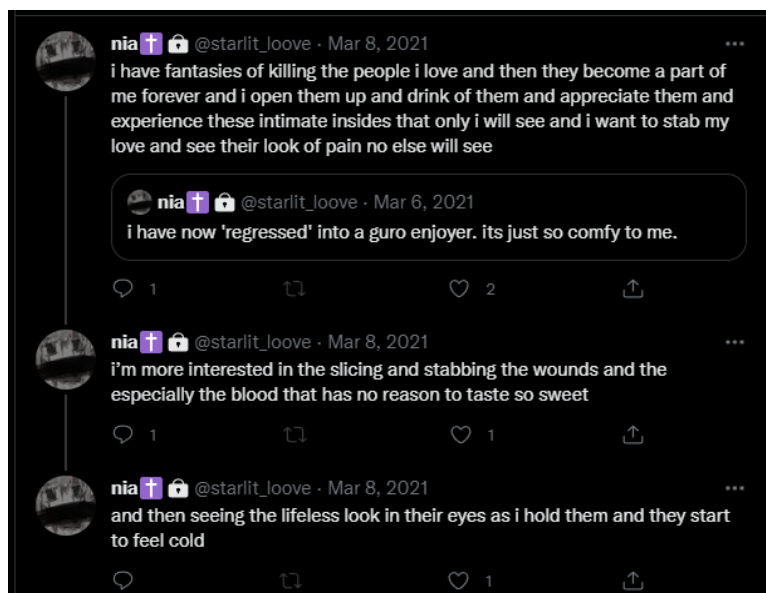 nia✝️🔒 @starlit_loove · Mar 8, 2021
i have fantasies of killing the people i love and then they become a part of
me forever and i open them up and drink of them and appreciate them and
experience these intimate insides that only i will see and i want to stab my
love and see their look of pain no else will see
nia✝️🔒 @starlit_loove · Mar 6, 2021
i have now 'regressed' into a guro enjoyer. its just so comfy to me.
1 2
nia✝️🔒 @starlit_loove · Mar 8, 2021
i'm more interested in the slicing and stabbing the wounds and the
especially the blood that has no reason to taste so sweet
1 1
nia✝️🔒 @starlit_loove · Mar 8, 2021
and then seeing the lifeless look in their eyes as i hold them and they start
to feel cold
1